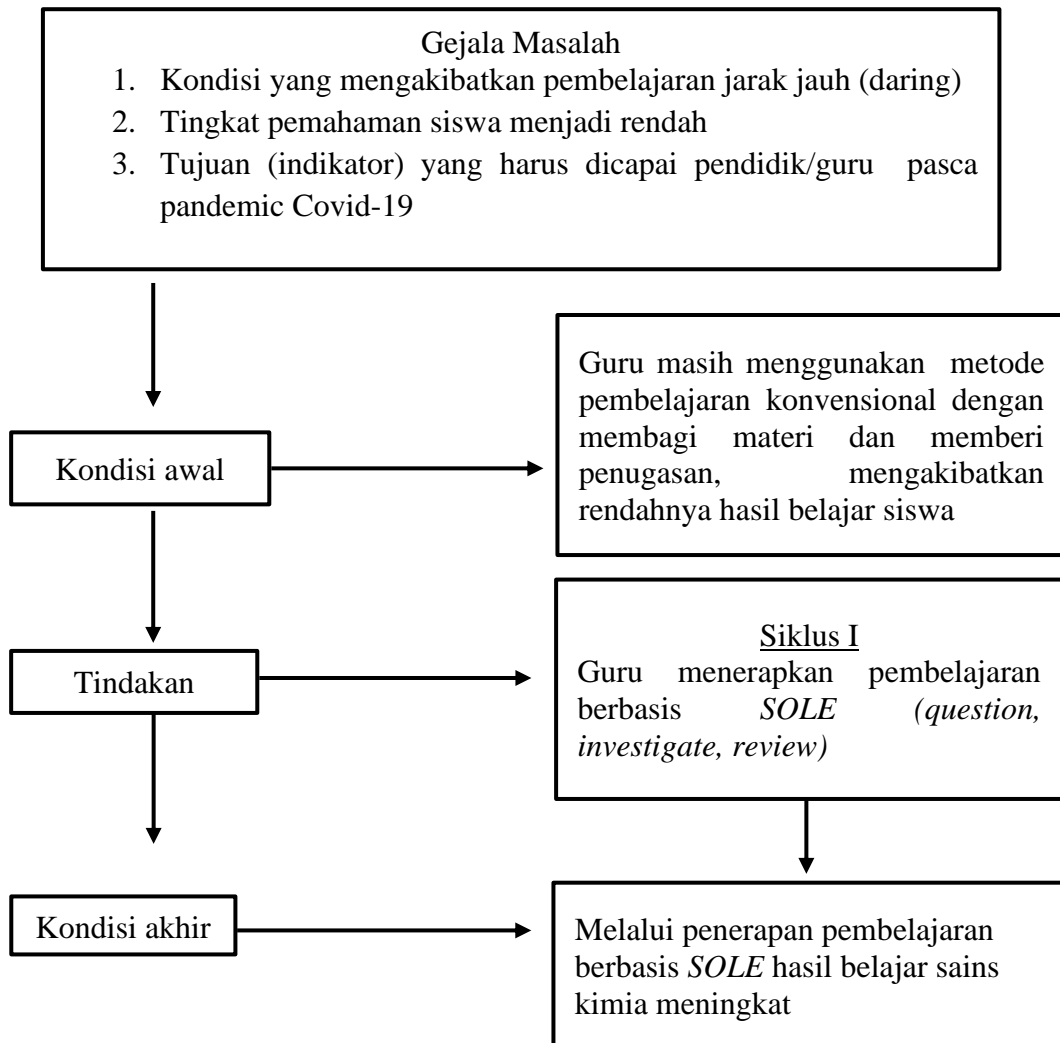 Gejala Masalah
1. Kondisi yang mengakibatkan pembelajaran jarak jauh (daring)
2. Tingkat pemahaman siswa menjadi rendah
3. Tujuan (indikator) yang harus dicapai pendidik/guru pasca
pandemic Covid-19
Kondisi awal
Guru masih menggunakan metode
pembelajaran konvensional dengan
membagi materi dan memberi
penugasan, mengakibatkan
rendahnya hasil belajar siswa
Tindakan
Siklus I
Guru menerapkan pembelajaran
berbasis SOLE (question,
investigate, review)
Kondisi akhir
Melalui penerapan pembelajaran
berbasis SOLE hasil belajar sains
kimia meningkat